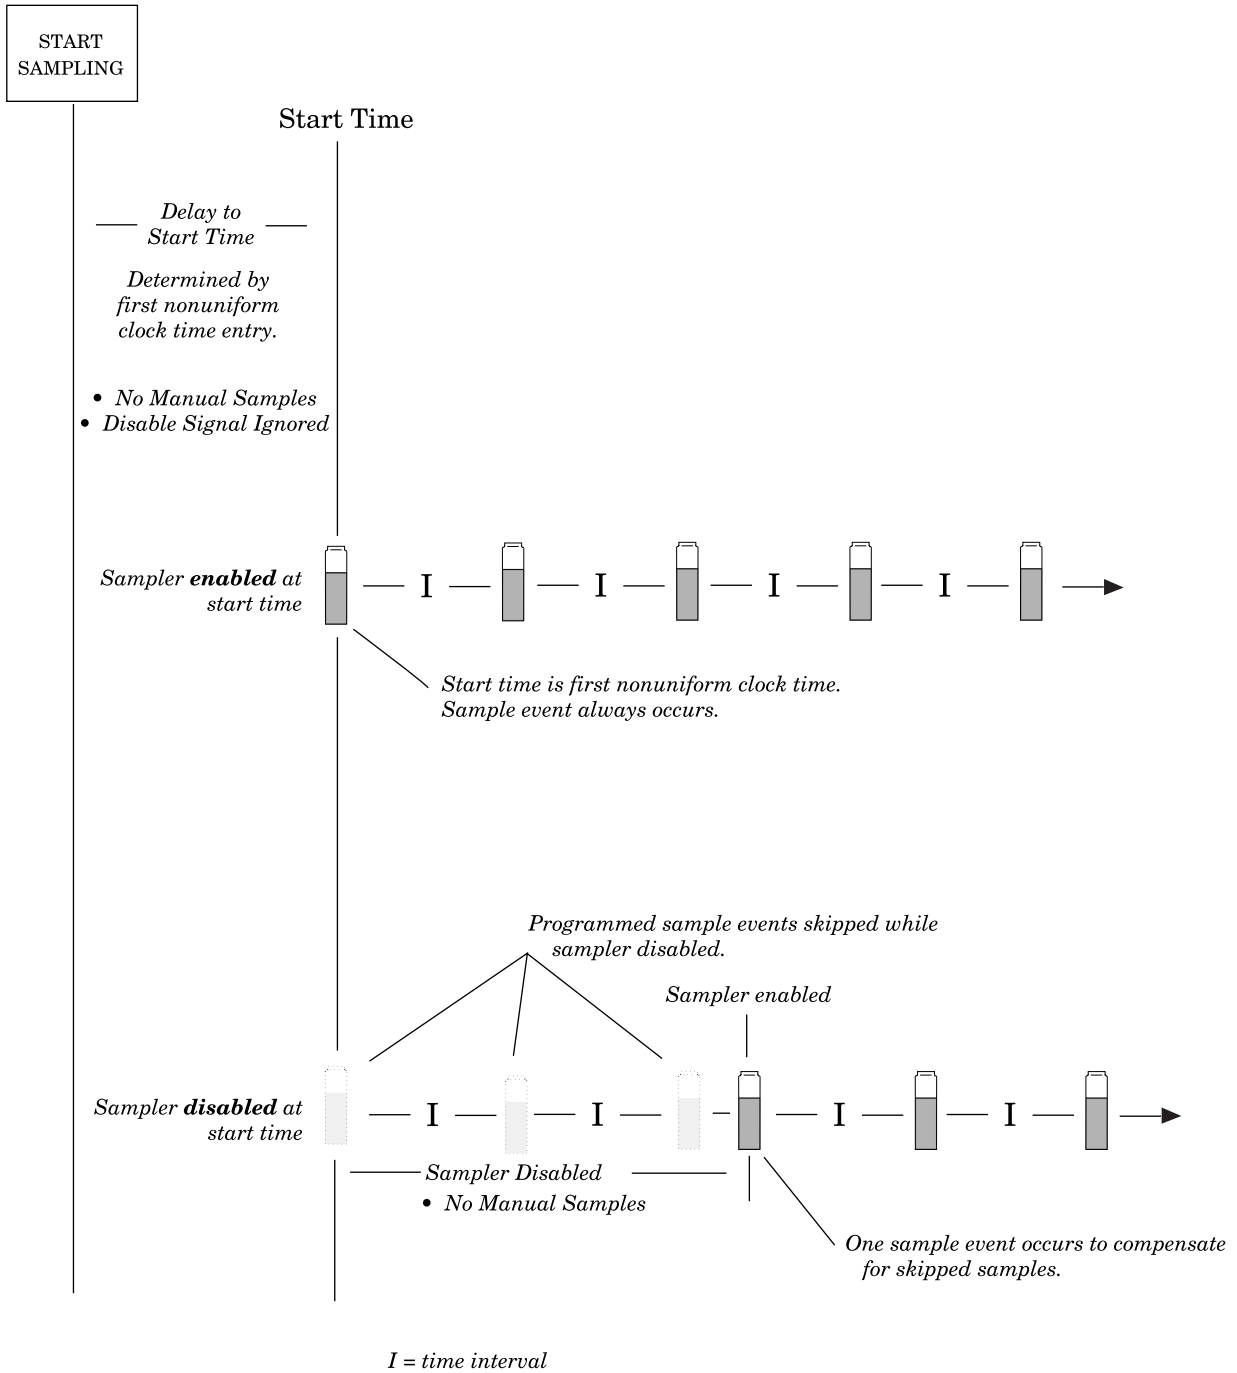 START
SAMPLING
Start Time
Delay to
Start Time
Determined by
first nonuniform
clock time entry.
• No Manual Samples
• Disable Signal Ignored
Sampler enabled at
start time
I I I I
Start time is first nonuniform clock time.
Sample event always occurs.
Programmed sample events skipped while
sampler disabled.
Sampler enabled
Sampler disabled at
start time
I I I I
Sampler Disabled
• No Manual Samples
One sample event occurs to compensate
for skipped samples.
I = time interval